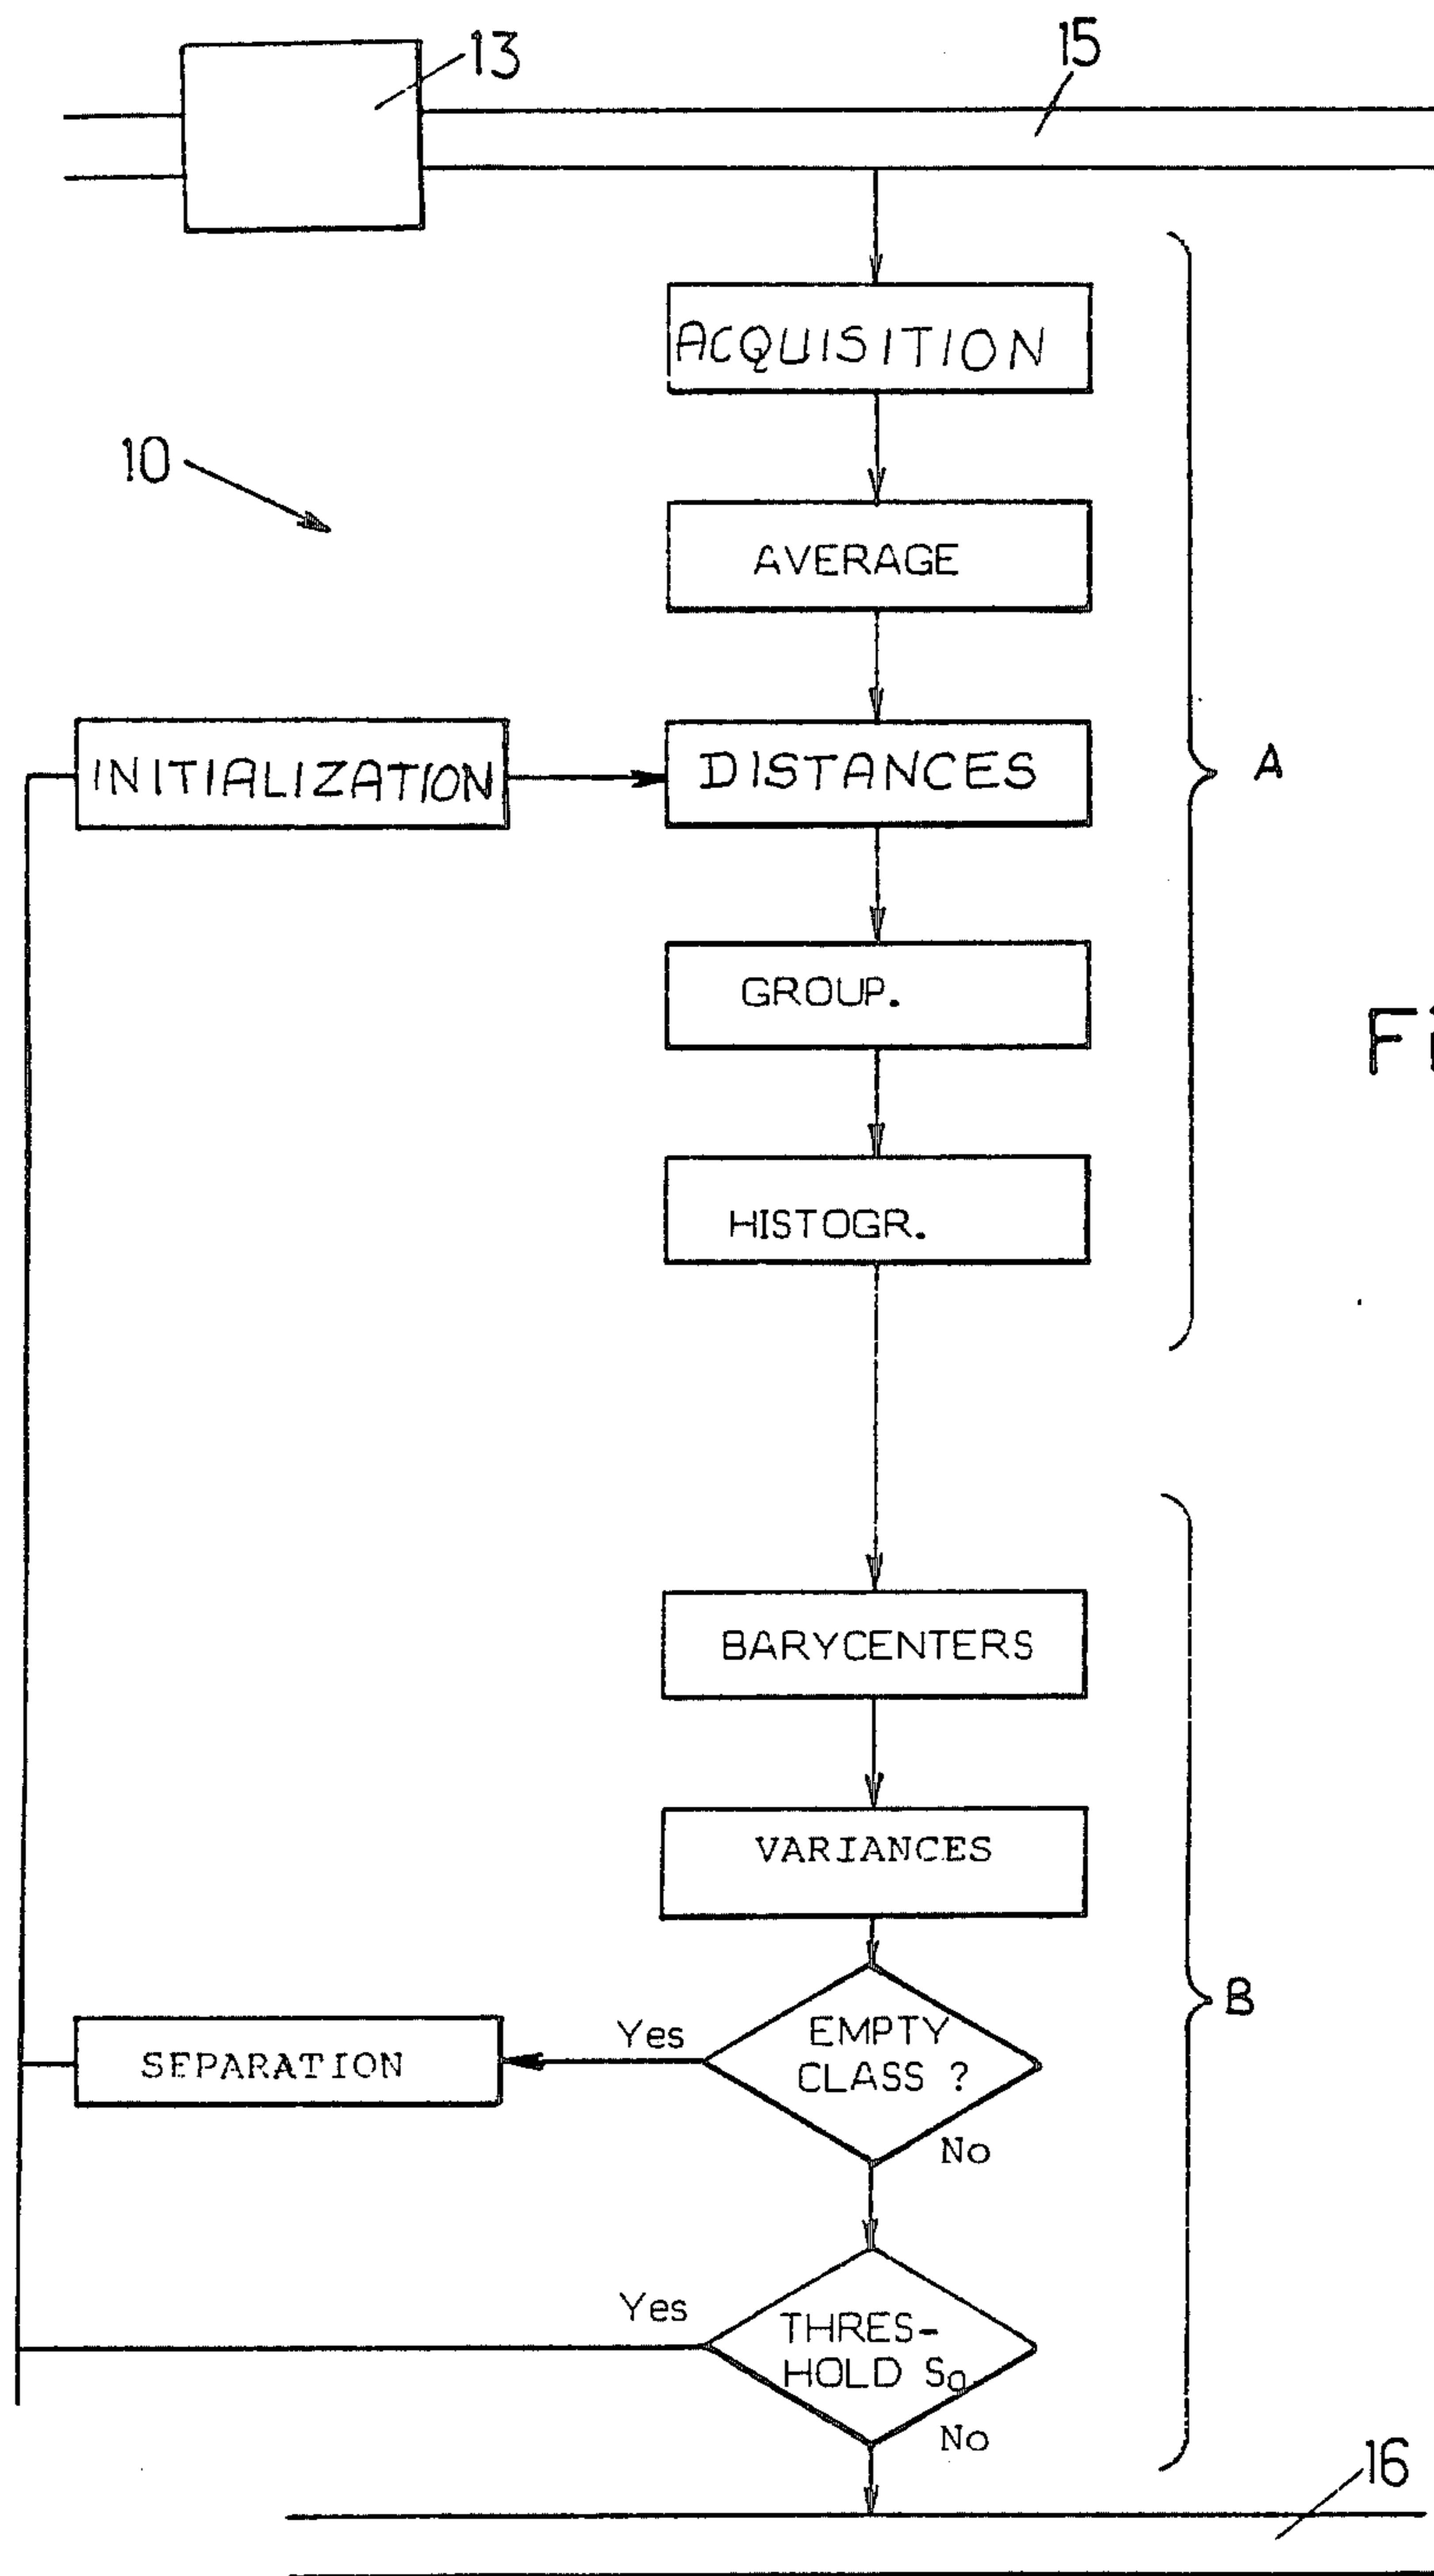 13
15
ACQUISITION
10
AVERAGE
INITIALIZATION
DISTANCES
A
GROUP.
Fi
HISTOGR.
BARYCENTERS
VARIANCES
B
EMPTY
CLASS ?
Yes
SEPARATION
No
Yes
THRES-
HOLD S₀
No
16